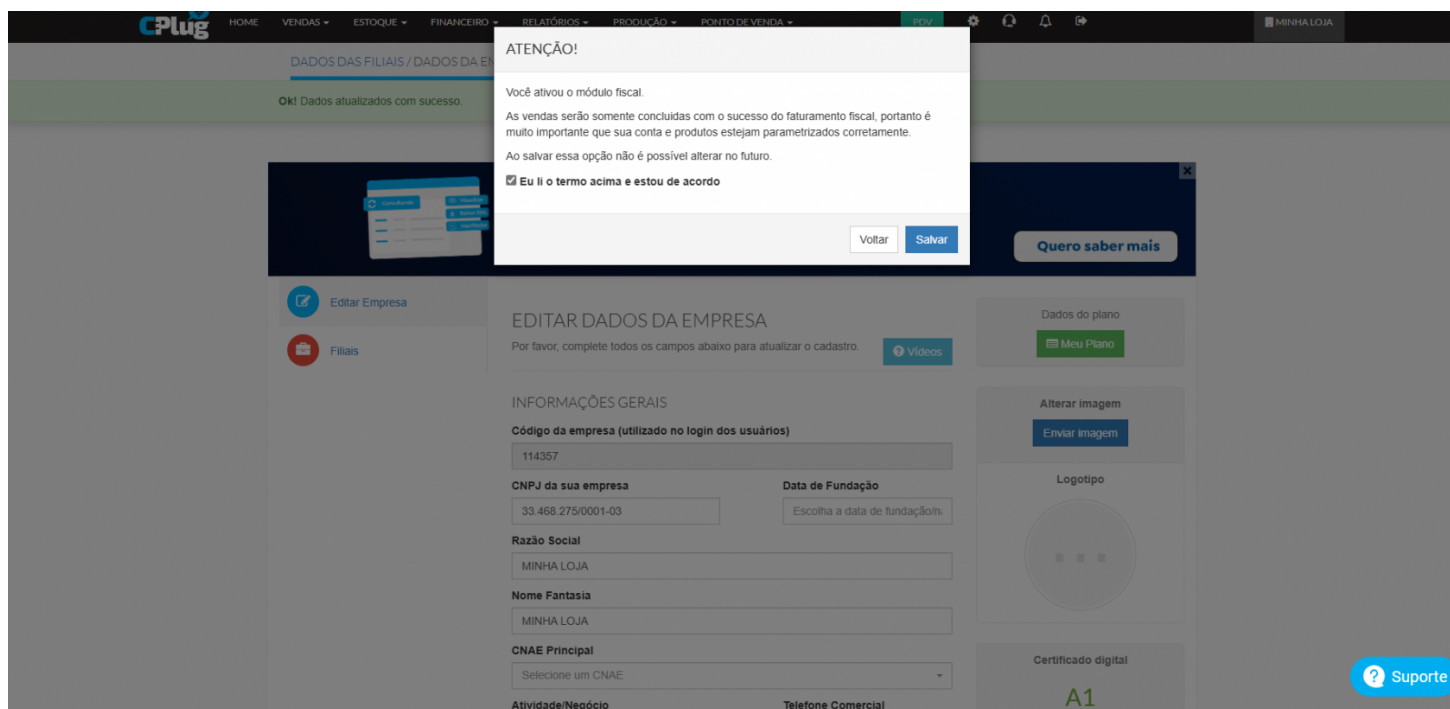 CPlug
HOME VENDAS ESTOQUE FINANCEIRO RELATÓRIOS PRODUÇÃO PONTO DE VENDA PDV MINHA LOJA
DADOS DAS FILIAIS / DADOS DA
Ok! Dados atualizados com sucesso.
ATENÇÃO!
Você ativou o módulo fiscal.
As vendas serão somente concluidas com o sucesso do faturamento fiscal, portanto é
muito importante que sua conta e produtos estejam parametrizados corretamente.
Ao salvar essa opção não é possível alterar no futuro.
Eu li o termo acima e estou de acordo
Voltar Salvar
Consultando
Quero saber mais
Editar Empresa
Filiais
EDITAR DADOS DA EMPRESA
Por favor, complete todos os campos abaixo para atualizar o cadastro.
Vídeos
INFORMAÇÕES GERAIS
Código da empresa (utilizado no login dos usuários)
114357
CNPJ da sua empresa Data de Fundação
33.468.275/0001-03 Escolha a data de fundação/n
Razão Social
MINHA LOJA
Nome Fantasia
MINHA LOJA
CNAE Principal
Selecione um CNAE
Atividade/Negócio Telefone Comercial
Dados do plano
Meu Plano
Alterar imagem
Enviar imagem
Logotipo
Certificado digital
A1
Suporte